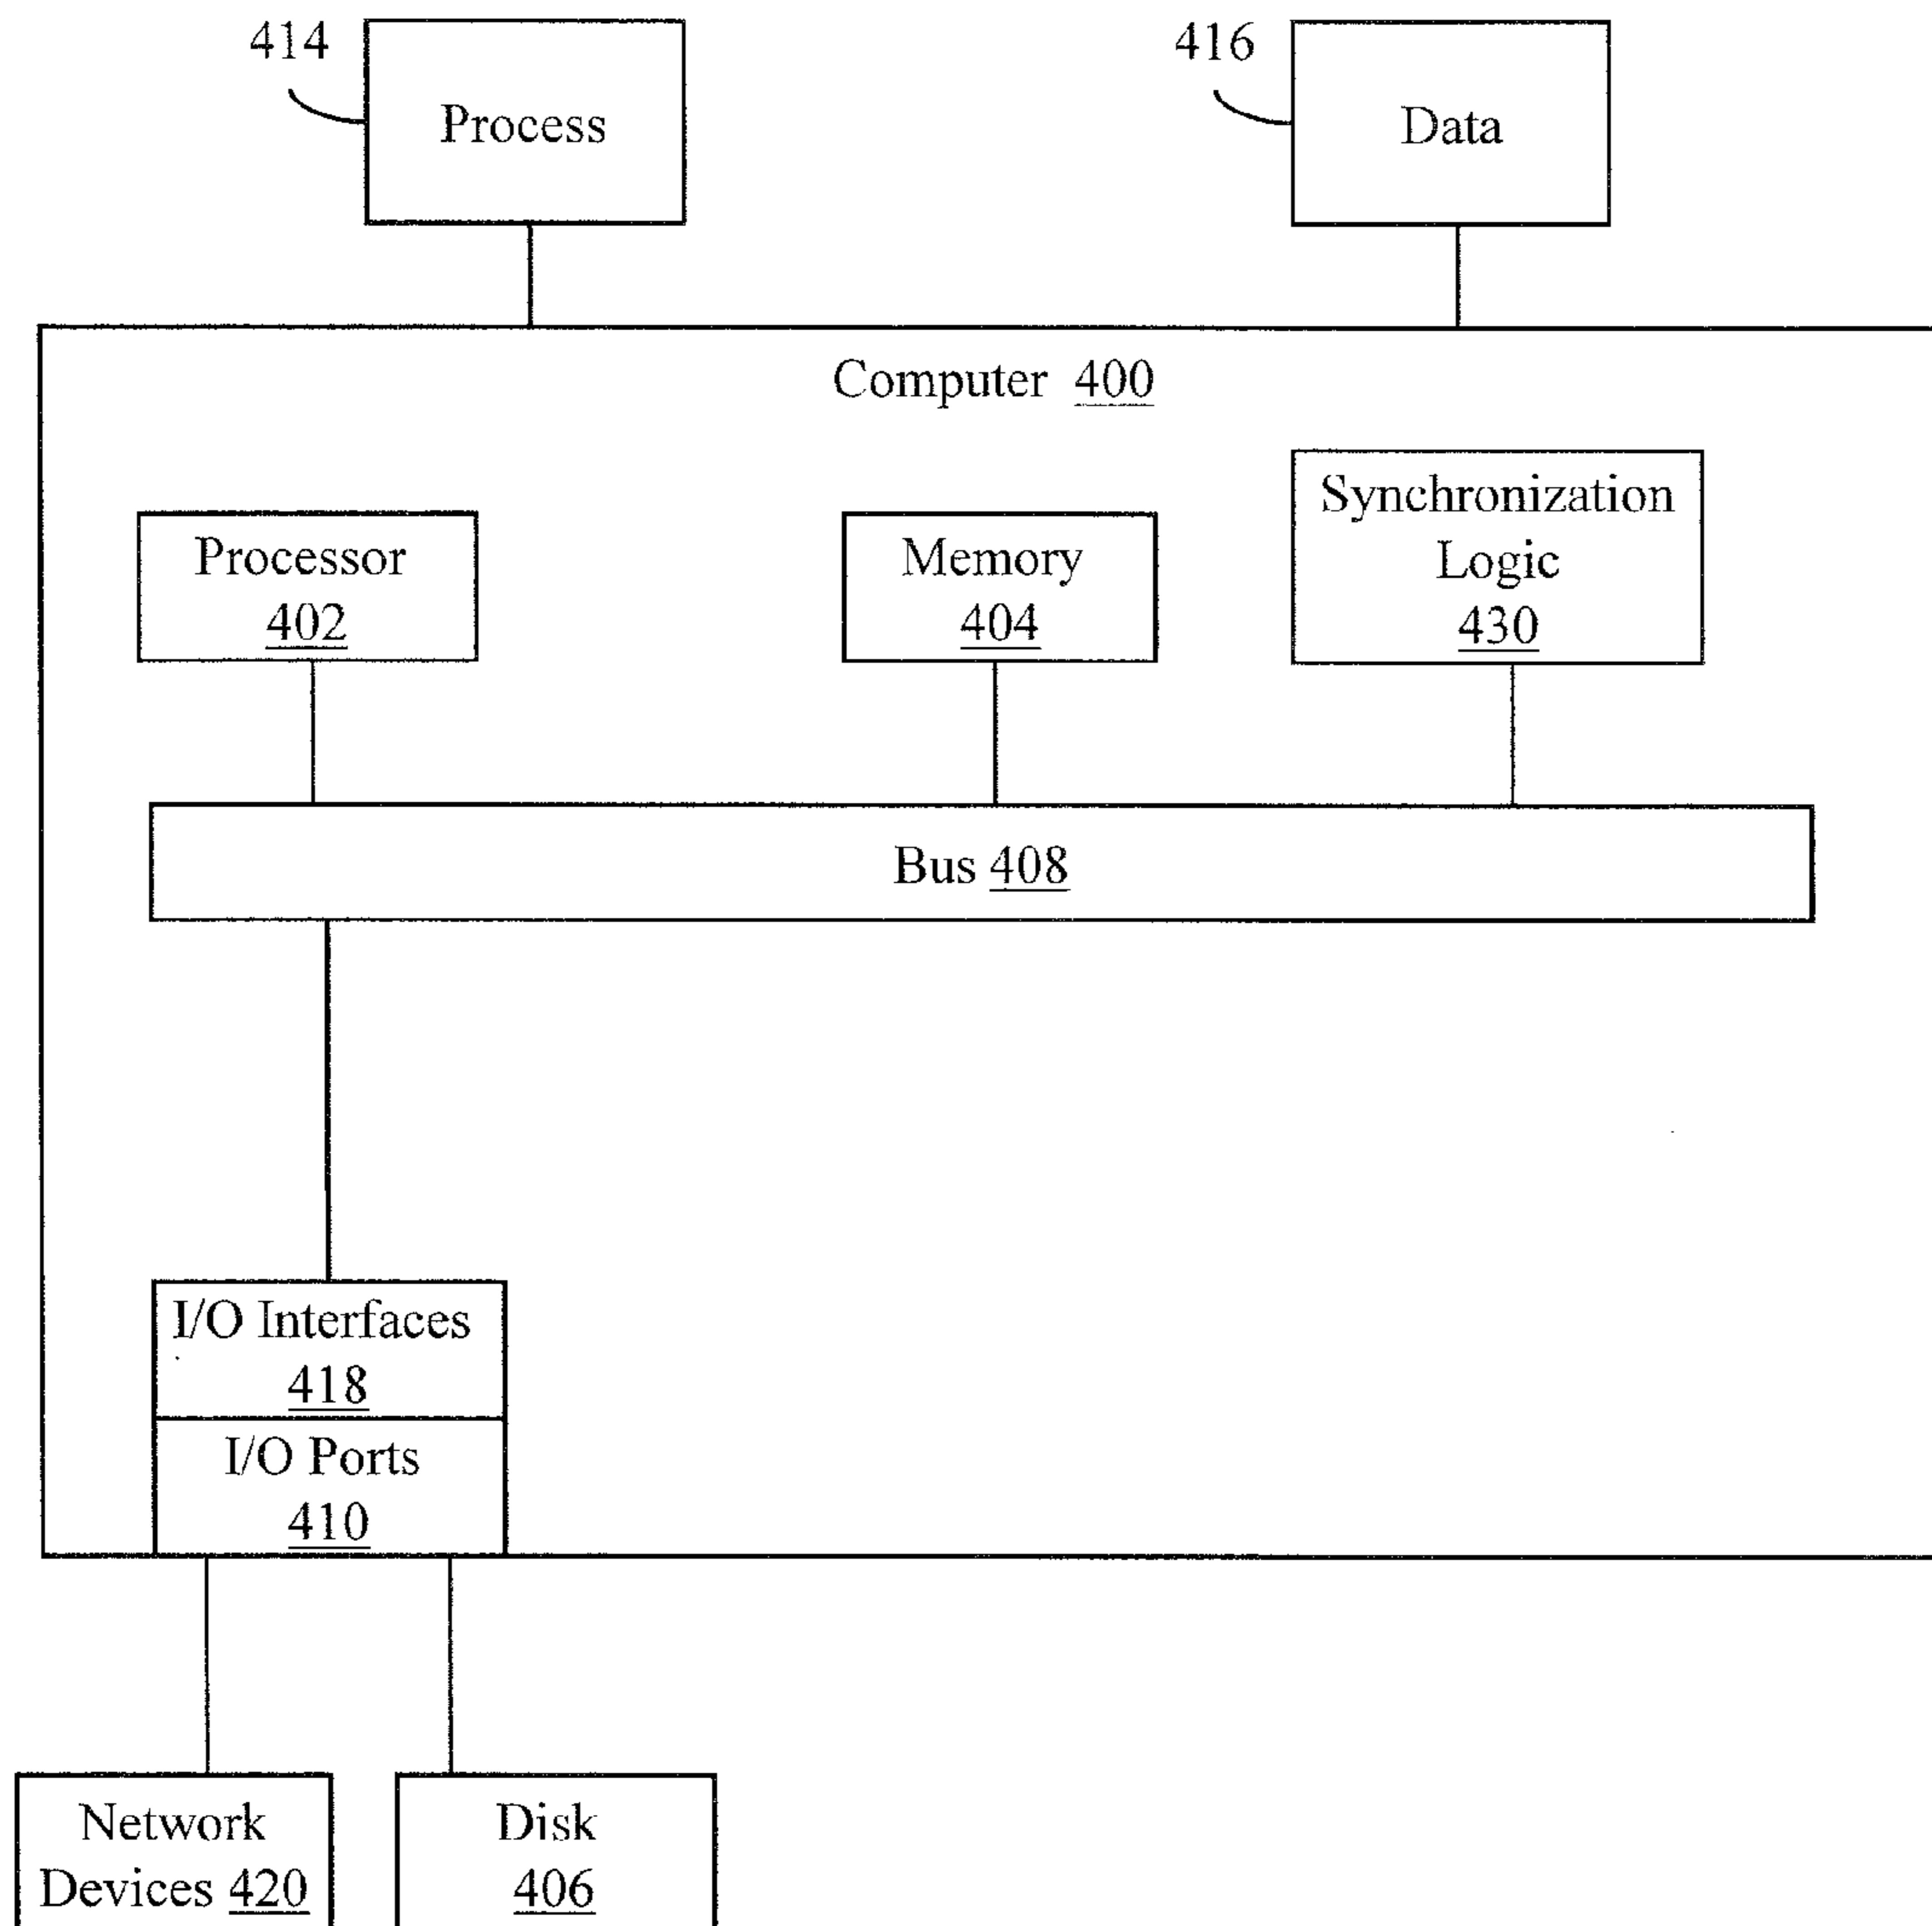 414
Process
416
Data
Computer 400
Processor
402
Memory
404
Synchronization
Logic
430
Bus 408
I/O Interfaces
418
I/O Ports
410
Network
Devices 420
Disk
406